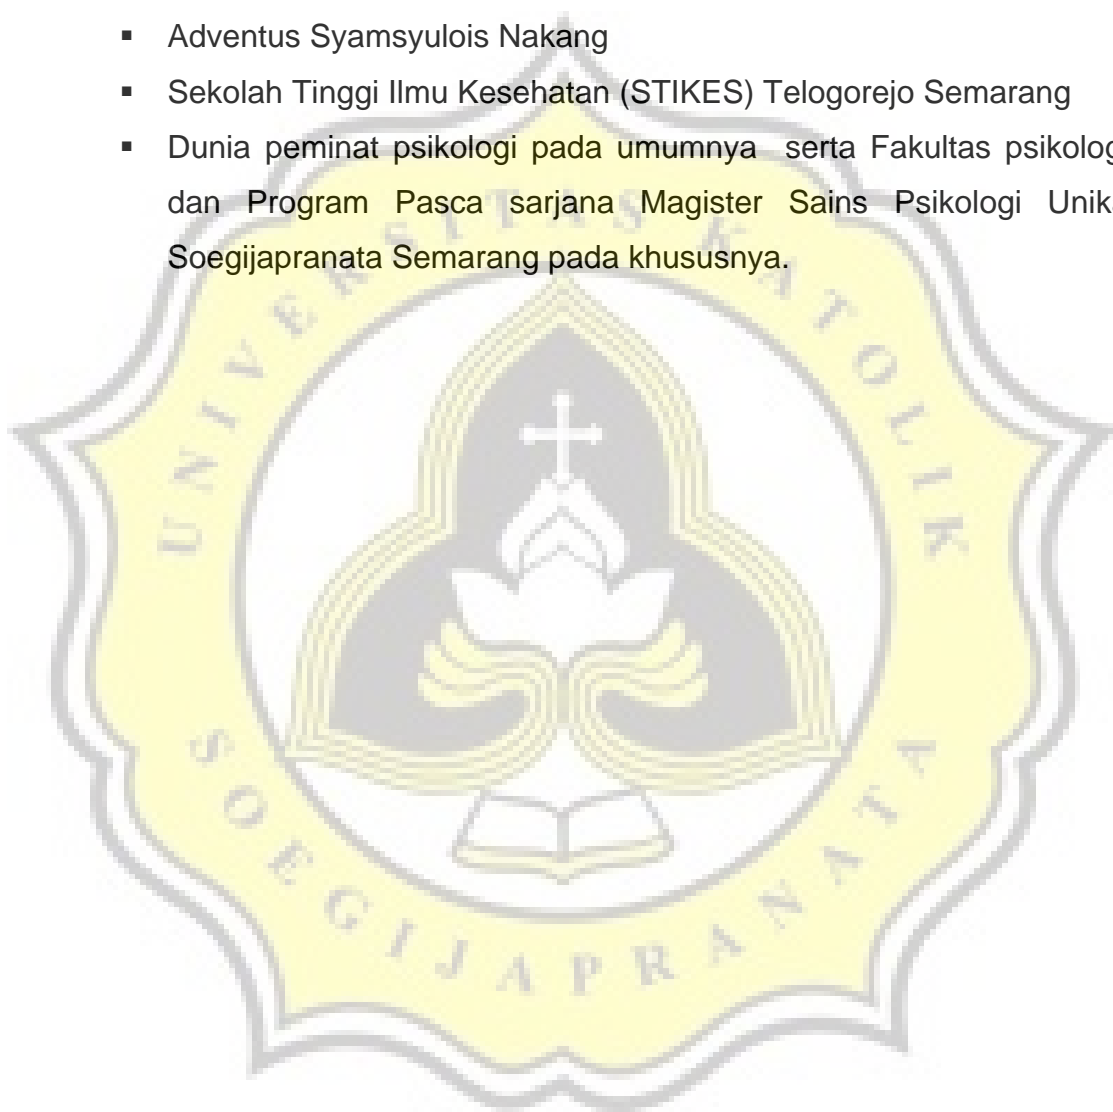 ▪ Adventus Syamsyulois Nakang
▪ Sekolah Tinggi Ilmu Kesehatan (STIKES) Telogorejo Semarang
▪ Dunia peminat psikologi pada umumnya serta Fakultas psikolog
dan Program Pasca sarjana Magister Sains Psikologi Unik
Soegijapranata Semarang pada khususnya.
UNIVERSITAS KATOLIK
SOEGIJAPRANATA